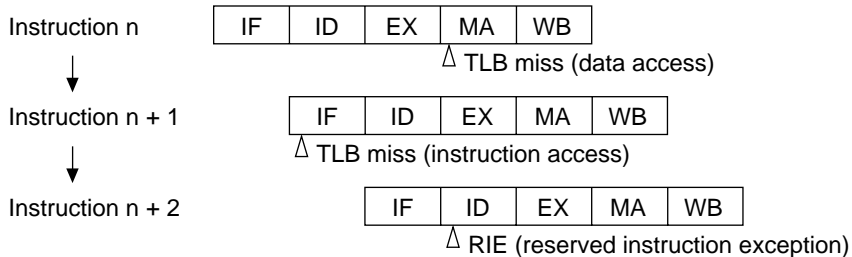 Instruction n IF ID EX MA WB
TLB miss (data access)
Instruction n + 1 IF ID EX MA WB
TLB miss (instruction access)
Instruction n + 2 IF ID EX MA WB
RIE (reserved instruction exception)